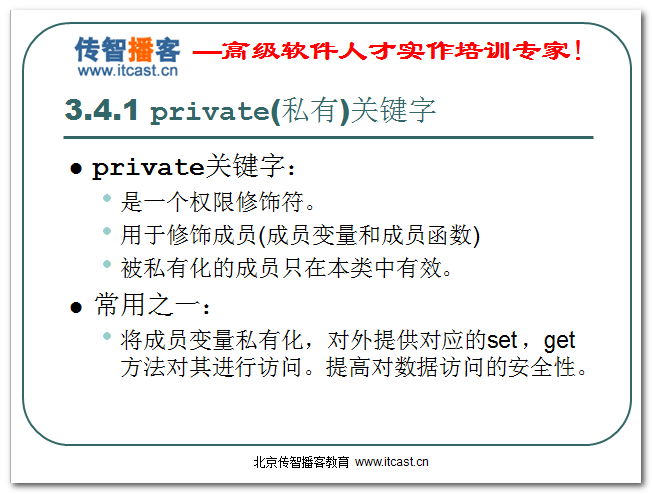 传智播客 —高级软件人才实作培训专家!
www.itcast.cn
3.4.1 private(私有)关键字
private关键字：
是一个权限修饰符。
用于修饰成员(成员变量和成员函数)
被私有化的成员只在本类中有效。
常用之一：
将成员变量私有化，对外提供对应的set，get
方法对其进行访问。提高对数据访问的安全性。
北京传智播客教育 www.itcast.cn